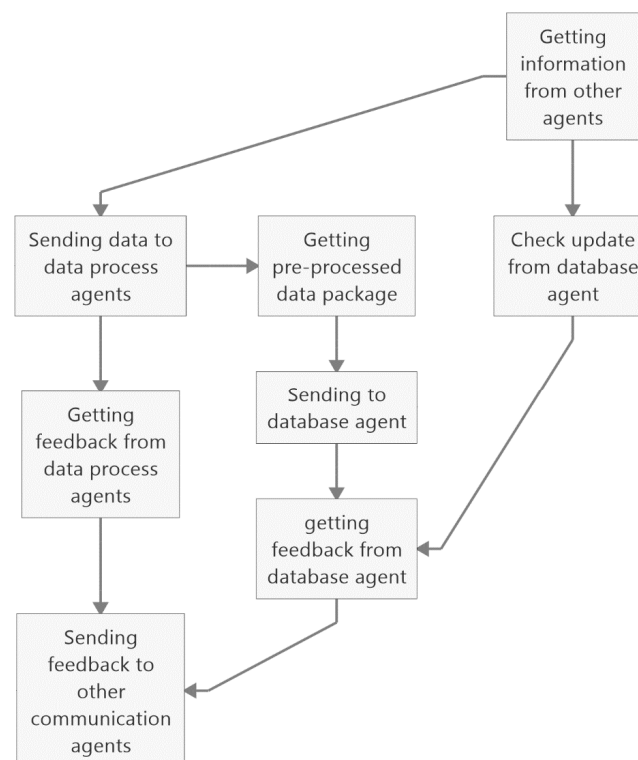 Getting
information
from other
agents
Sending data to
data process
agents
Getting
pre-processed
data package
Check update
from database
agent
Getting
feedback from
data process
agents
Sending to
database agent
getting
feedback from
database agent
Sending
feedback to
other
communication
agents